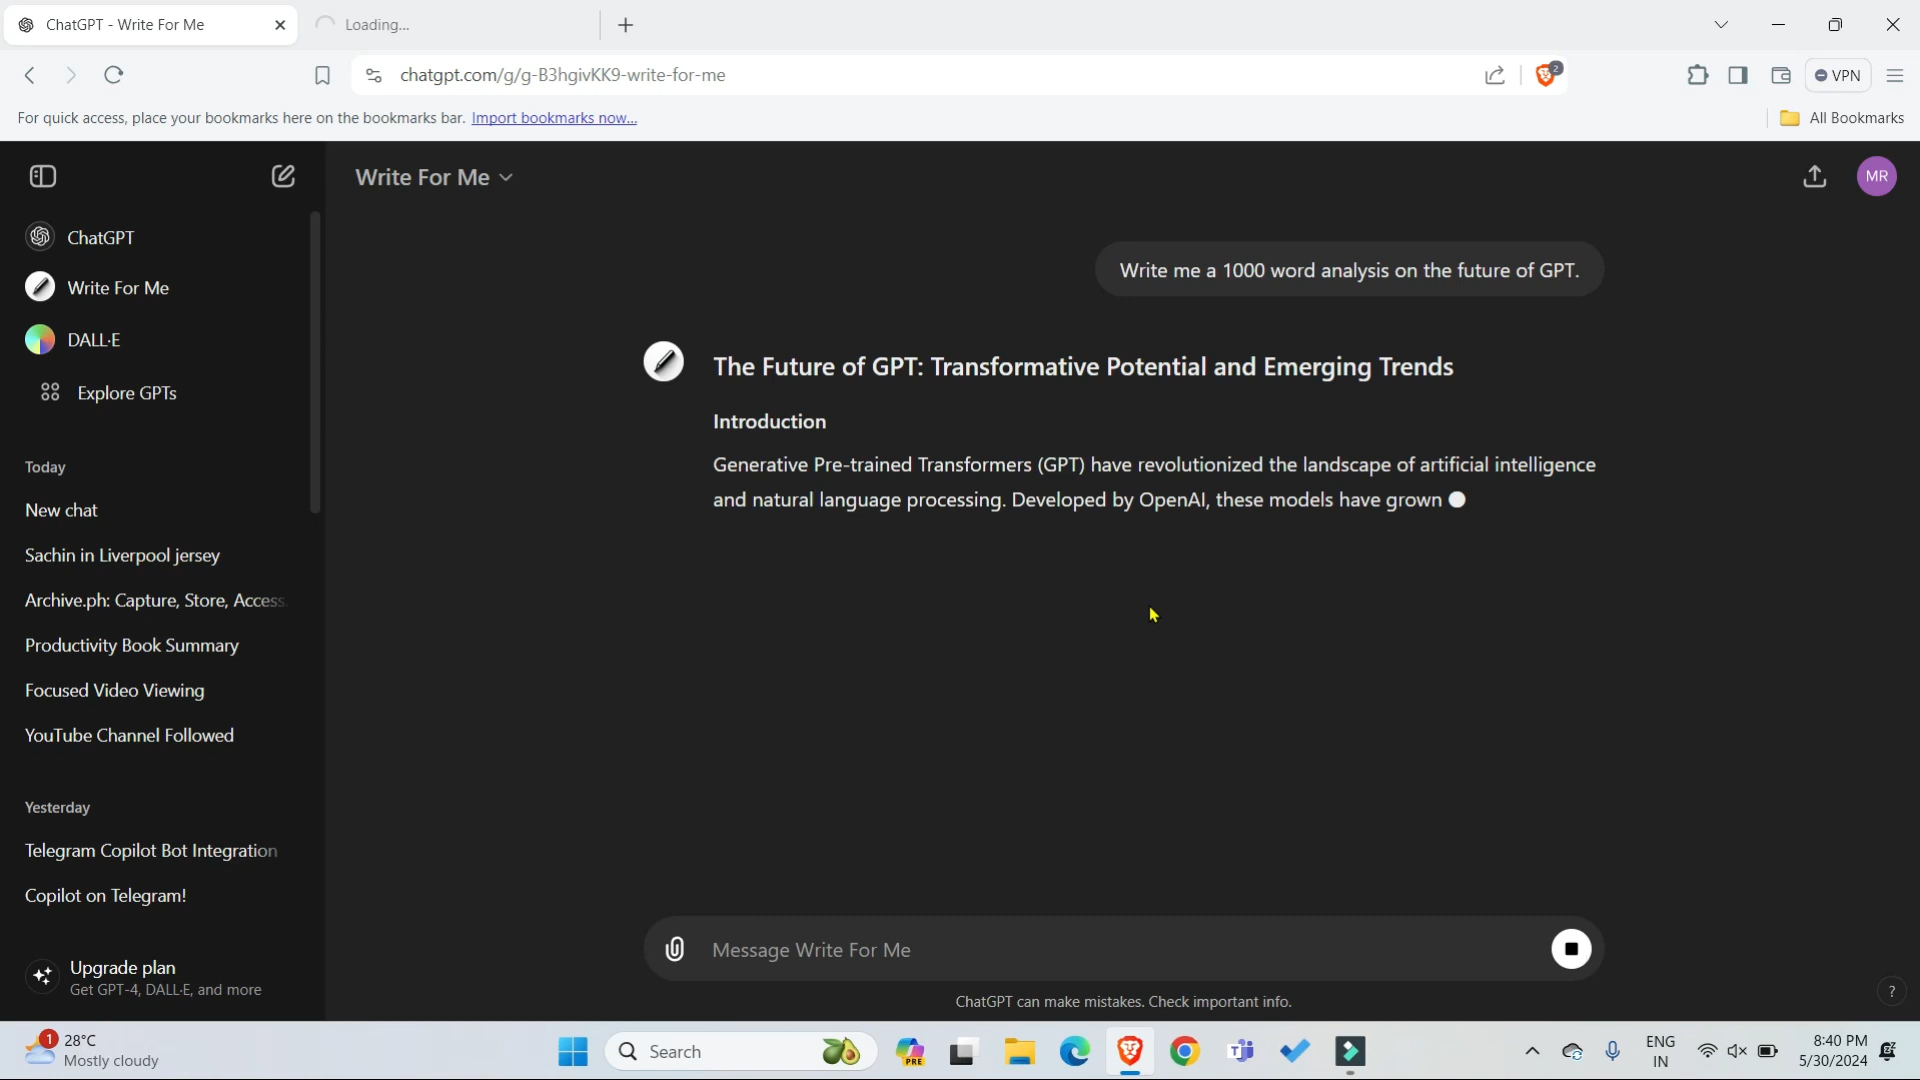 ChatGPT - Write For Me
Loading...
chatgpt.com/g/g-B3hgivKK9-write-for-me
2
VPN
For quick access, place your bookmarks here on the bookmarks bar. Import bookmarks now...
All Bookmarks
Write For Me
MR
ChatGPT
Write For Me
DALL·E
Explore GPTs
Today
New chat
Sachin in Liverpool jersey
Archive.ph: Capture, Store, Access
Productivity Book Summary
Focused Video Viewing
YouTube Channel Followed
Yesterday
Telegram Copilot Bot Integration
Copilot on Telegram!
Upgrade plan
Get GPT-4, DALL·E, and more
Write me a 1000 word analysis on the future of GPT.
The Future of GPT: Transformative Potential and Emerging Trends
Introduction
Generative Pre-trained Transformers (GPT) have revolutionized the landscape of artificial intelligence
and natural language processing. Developed by OpenAI, these models have grown
Message Write For Me
ChatGPT can make mistakes. Check important info.
?
1
28°C
Mostly cloudy
Search
PRE
ENG
IN
8:40 PM
5/30/2024